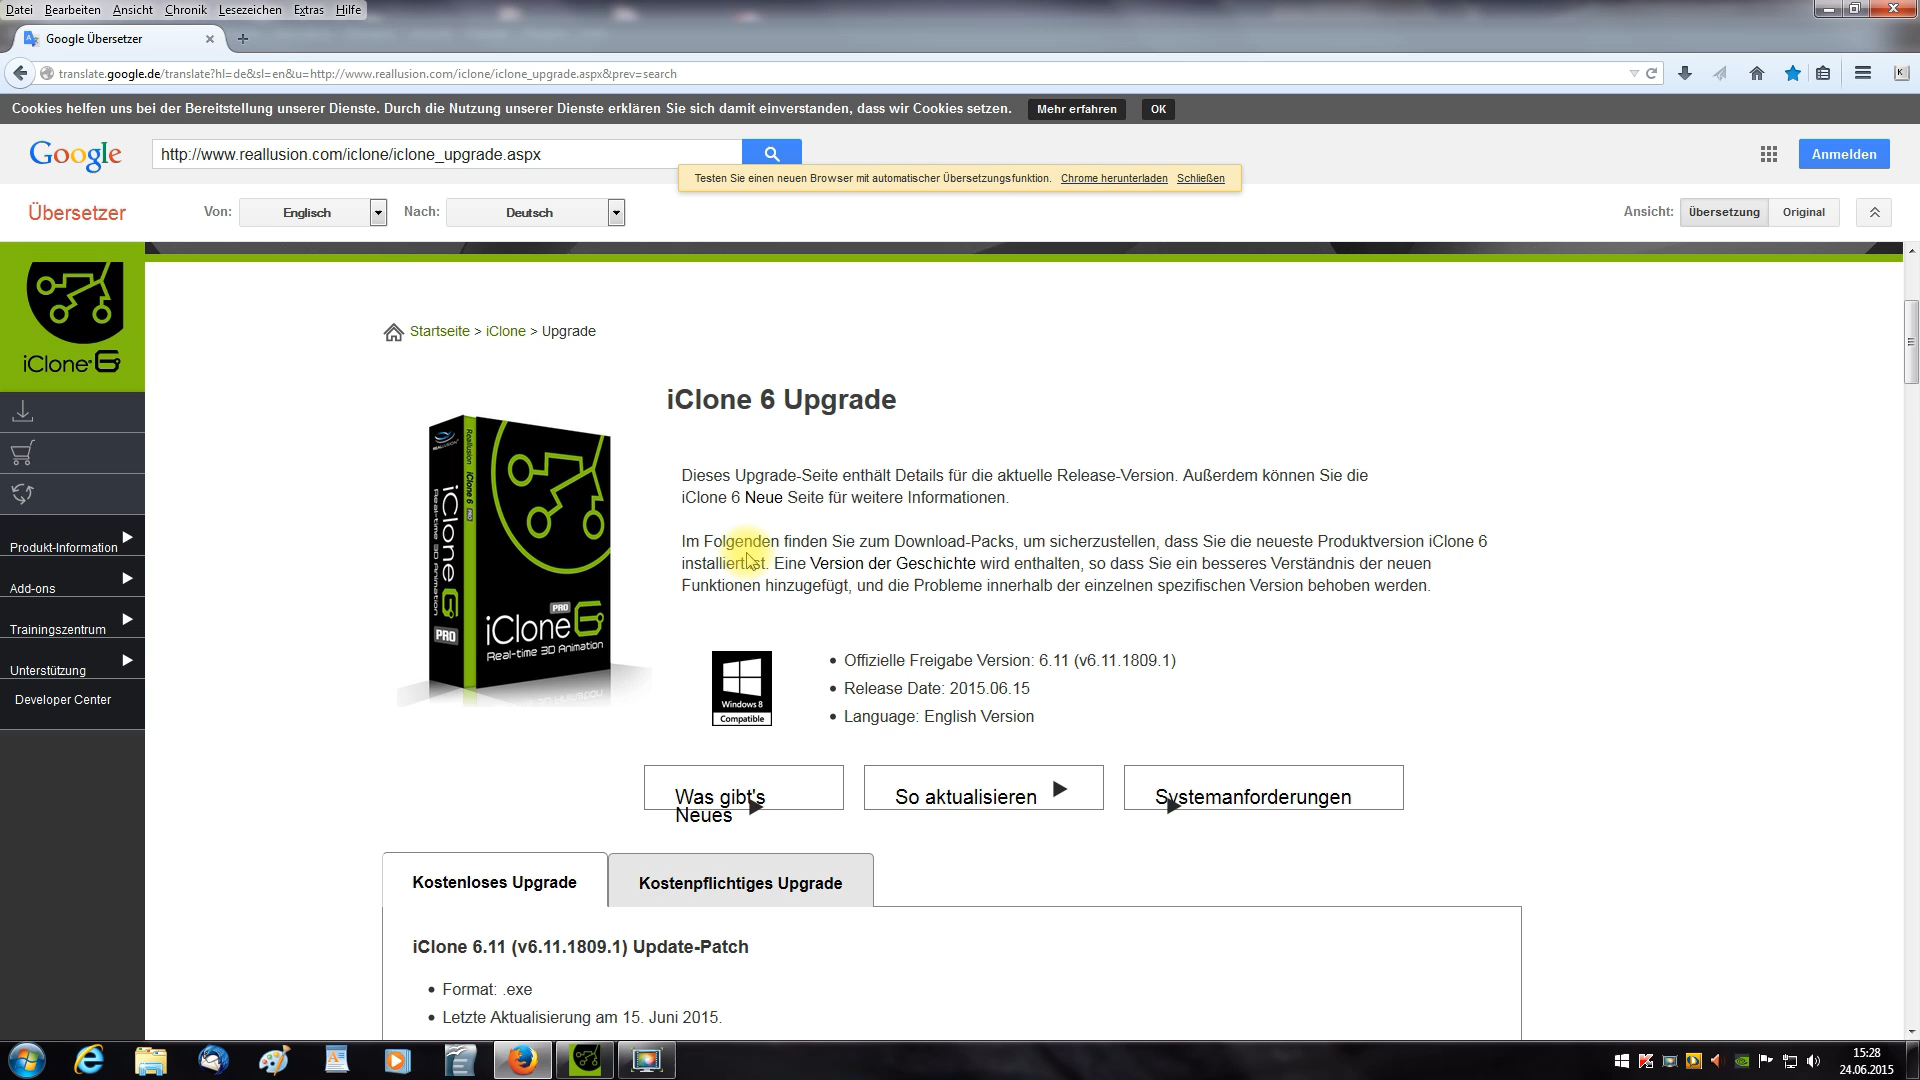 Datei Bearbeiten Ansicht Chronik Lesezeichen Extras Hilfe
Google Übersetzer
translate.google.de/translate?hl=de&sl=en&u=http://www.reallusion.com/iclone/iclone_upgrade.aspx&prev=search
Cookies helfen uns bei der Bereitstellung unserer Dienste. Durch die Nutzung unserer Dienste erklären Sie sich damit einverstanden, dass wir Cookies setzen. Mehr erfahren OK
Google http://www.reallusion.com/iclone/iclone_upgrade.aspx Anmelden
Testen Sie einen neuen Browser mit automatischer Übersetzungsfunktion. Chrome herunterladen Schließen
Übersetzer Von: Englisch Nach: Deutsch Ansicht: Übersetzung Original
iClone 6
Produkt-Information
Add-ons
Trainingszentrum
Unterstützung
Developer Center
Startseite > iClone > Upgrade
iClone 6 Upgrade
Reallusion iClone 6 PRO
iClone 6 PRO
Real-time 3D Animation
PRO
iClone 6
Real-time 3D Animation
Dieses Upgrade-Seite enthält Details für die aktuelle Release-Version. Außerdem können Sie die
iClone 6 Neue Seite für weitere Informationen.
Im Folgenden finden Sie zum Download-Packs, um sicherzustellen, dass Sie die neueste Produktversion iClone 6
installiert ist. Eine Version der Geschichte wird enthalten, so dass Sie ein besseres Verständnis der neuen
Funktionen hinzugefügt, und die Probleme innerhalb der einzelnen spezifischen Version behoben werden.
Windows 8
Compatible
• Offizielle Freigabe Version: 6.11 (v6.11.1809.1)
• Release Date: 2015.06.15
• Language: English Version
Was gibt's
Neues
So aktualisieren
Systemanforderungen
Kostenloses Upgrade Kostenpflichtiges Upgrade
iClone 6.11 (v6.11.1809.1) Update-Patch
• Format: .exe
• Letzte Aktualisierung am 15. Juni 2015.
15:28
24.06.2015